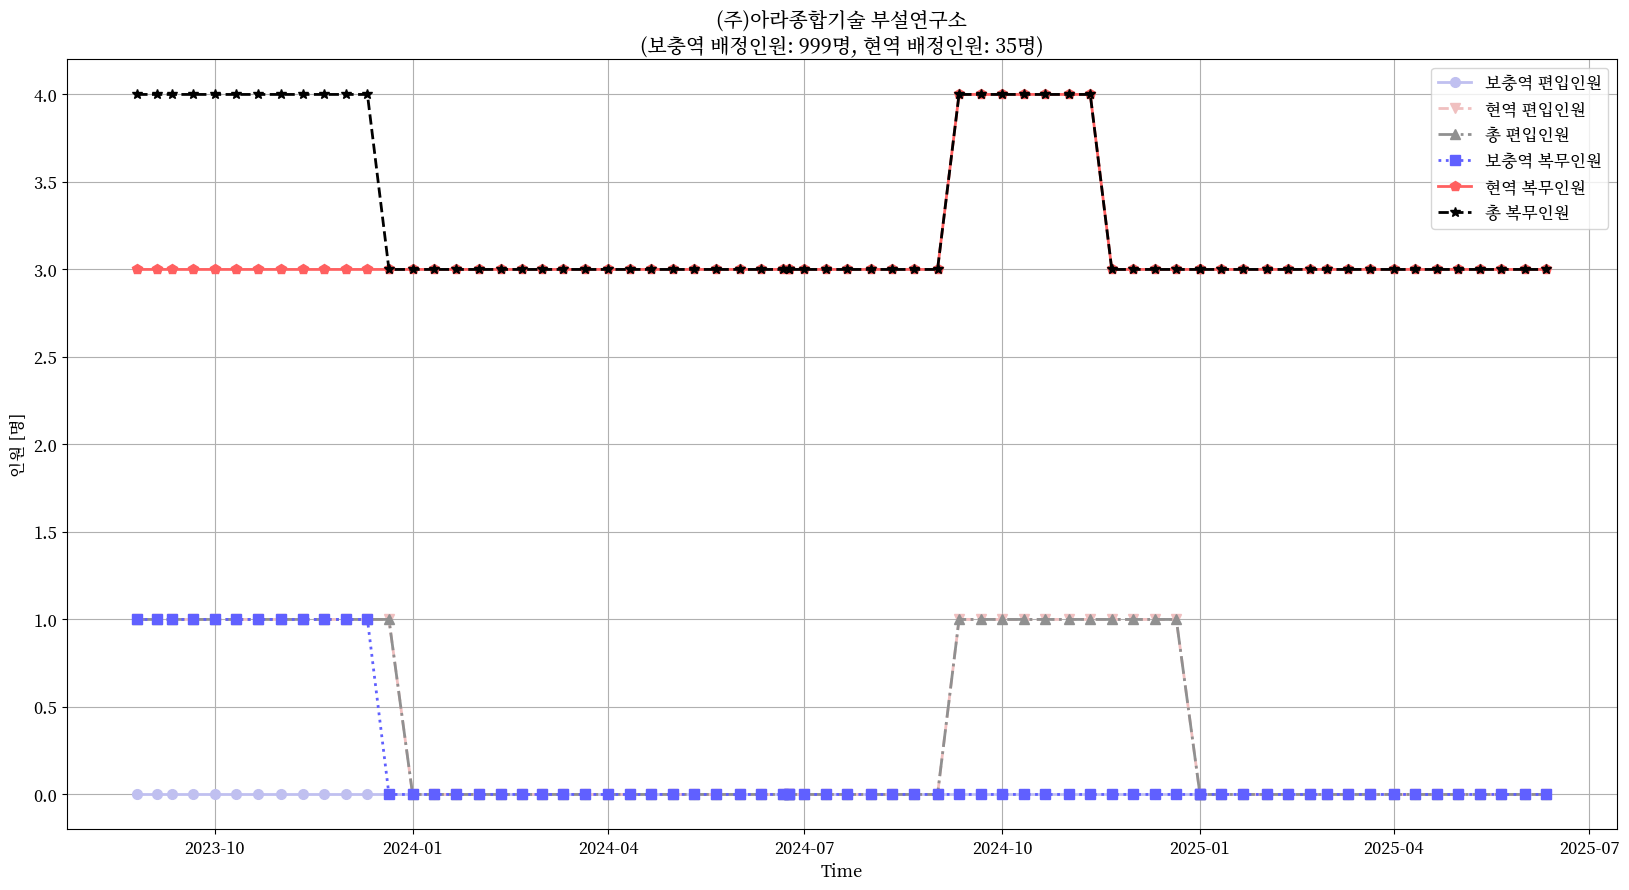 (주)아라종합기술 부설연구소
(보충역 배정인원: 999명, 현역 배정인원: 35명)
보충역 편입인원
현역 편입인원
총 편입인원
보충역 복무인원
현역 복무인원
총 복무인원
4.0
3.5
3.0
2.5
2.0
1.5
1.0
0.5
0.0
인원 [명]
2023-10
2024-01
2024-04
2024-07
2024-10
2025-01
2025-04
2025-07
Time